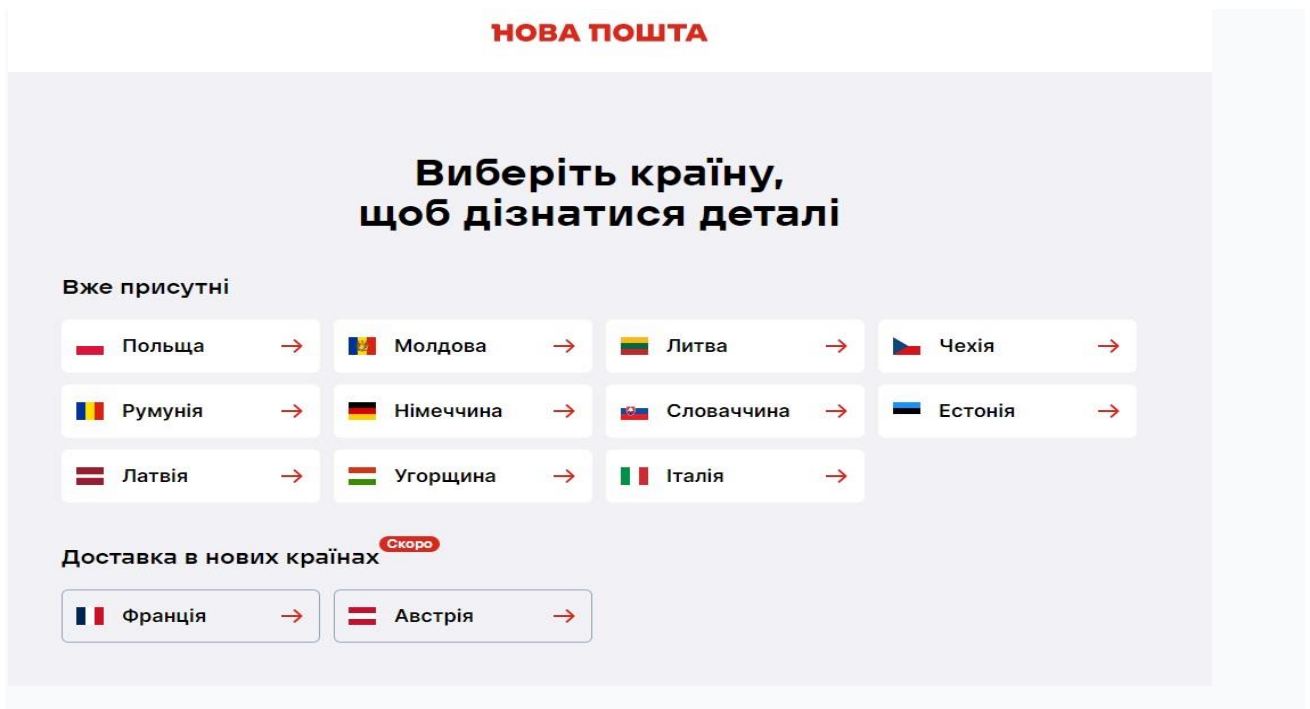 НОВА ПОШТА
Виберіть країну,
щоб дізнатися деталі
Вже присутні
Польща
Молдова
Литва
Чехія
Румунія
Німеччина
Словаччина
Естонія
Латвія
Угорщина
Італія
Доставка в нових країнах Скоро
Франція
Австрія